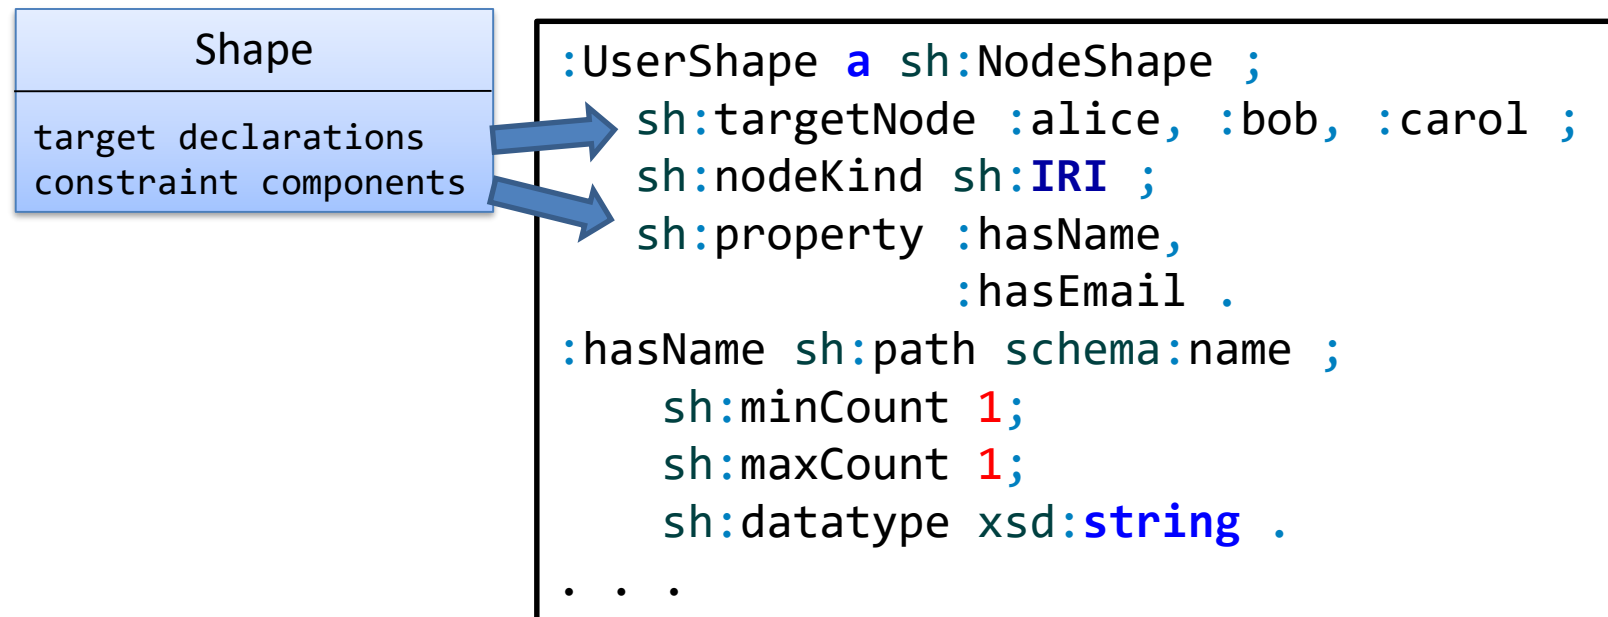 Shape
target declarations
constraint components
:UserShape a sh:NodeShape ;
sh:targetNode :alice, :bob, :carol ;
sh:nodeKind sh:IRI ;
sh:property :hasName,
:hasEmail .
:hasName sh:path schema:name ;
sh:minCount 1;
sh:maxCount 1;
sh:datatype xsd:string .
. . .